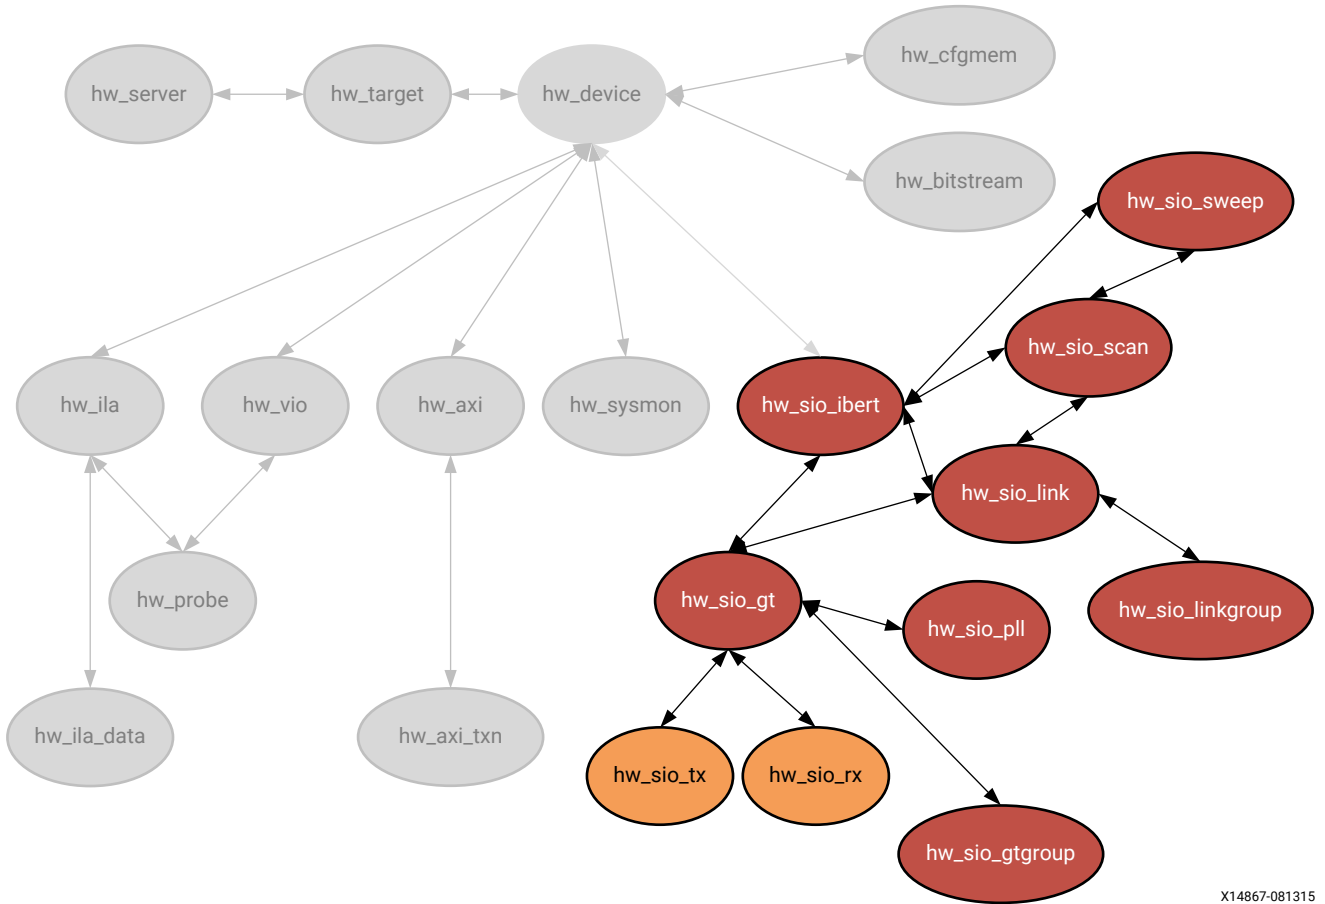 hw_cfgmem
hw_server
hw_target
hw_device
hw_bitstream
hw_sio_sweep
hw_sio_scan
hw_ila
hw_vio
hw_axi
hw_sysmon
hw_sio_ibert
hw_sio_link
hw_probe
hw_sio_gt
hw_sio_pll
hw_sio_linkgroup
hw_ila_data
hw_axi_txn
hw_sio_tx
hw_sio_rx
hw_sio_gtgroup
X14867-081315